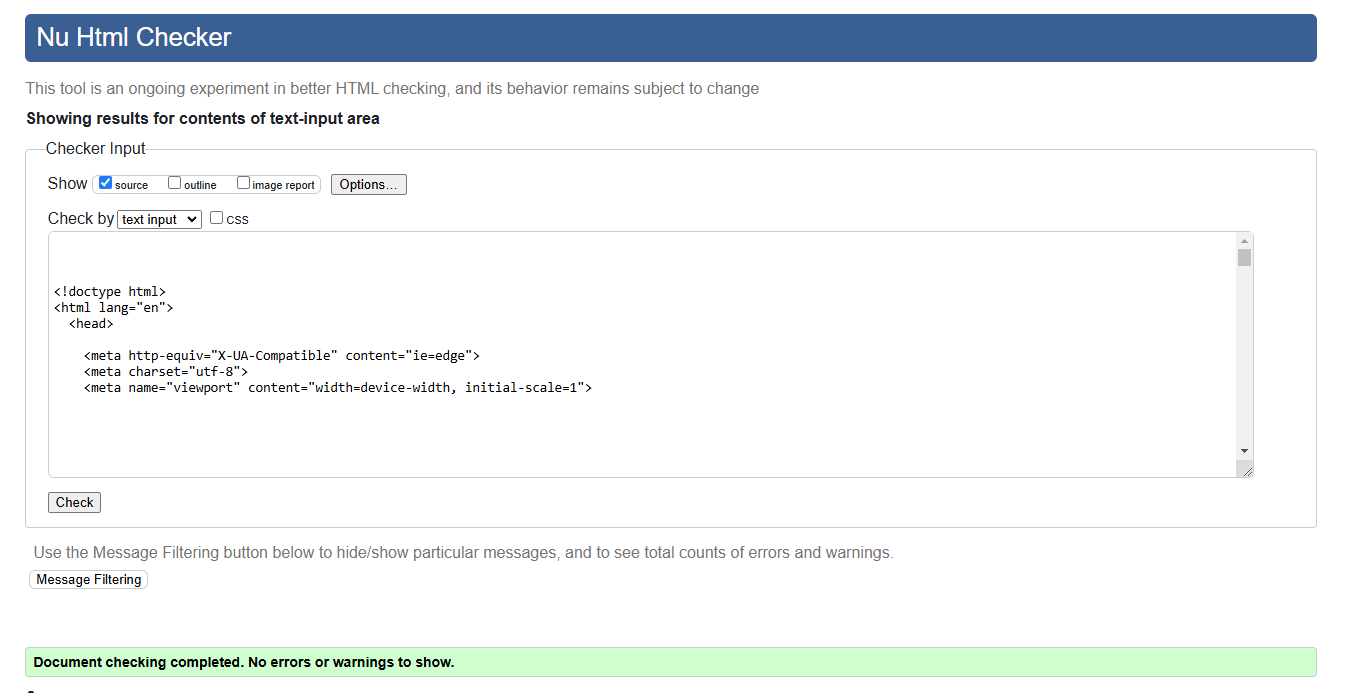 Nu Html Checker
This tool is an ongoing experiment in better HTML checking, and its behavior remains subject to change
Showing results for contents of text-input area
Checker Input
Show source outline image report Options...
Check by text input css
<!doctype html>
<html lang="en">
<head>
<meta http-equiv="X-UA-Compatible" content="ie=edge">
<meta charset="utf-8">
<meta name="viewport" content="width=device-width, initial-scale=1">
Check
Use the Message Filtering button below to hide/show particular messages, and to see total counts of errors and warnings.
Message Filtering
Document checking completed. No errors or warnings to show.